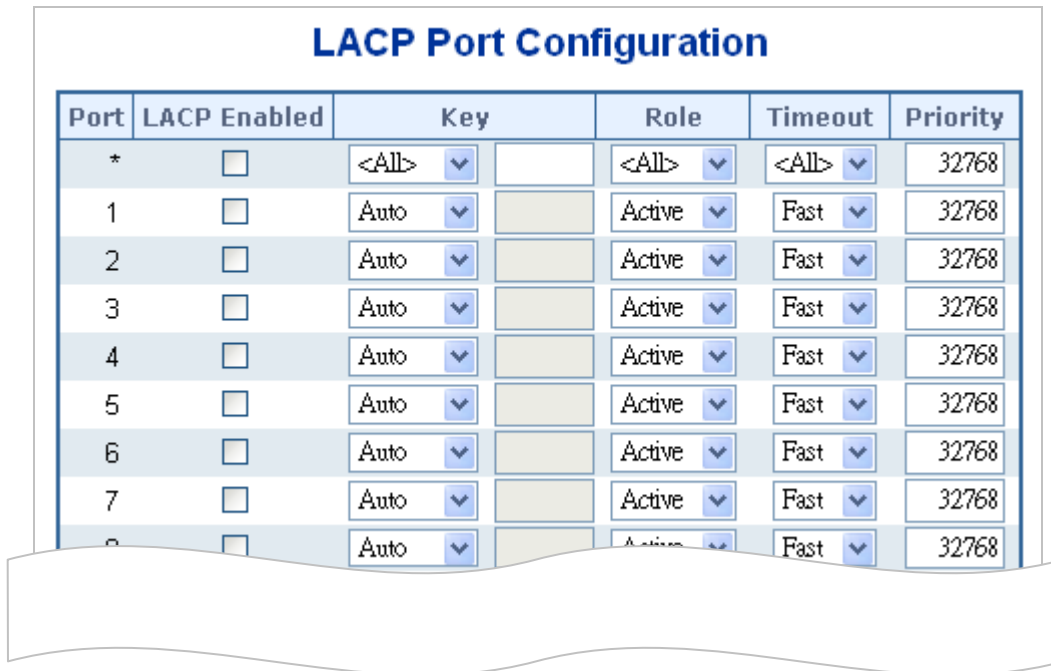 LACP Port Configuration
Port LACP Enabled Key Role Timeout Priority
* <All> <All> <All> 32768
1 Auto Active Fast 32768
2 Auto Active Fast 32768
3 Auto Active Fast 32768
4 Auto Active Fast 32768
5 Auto Active Fast 32768
6 Auto Active Fast 32768
7 Auto Active Fast 32768
Auto Fast 32768